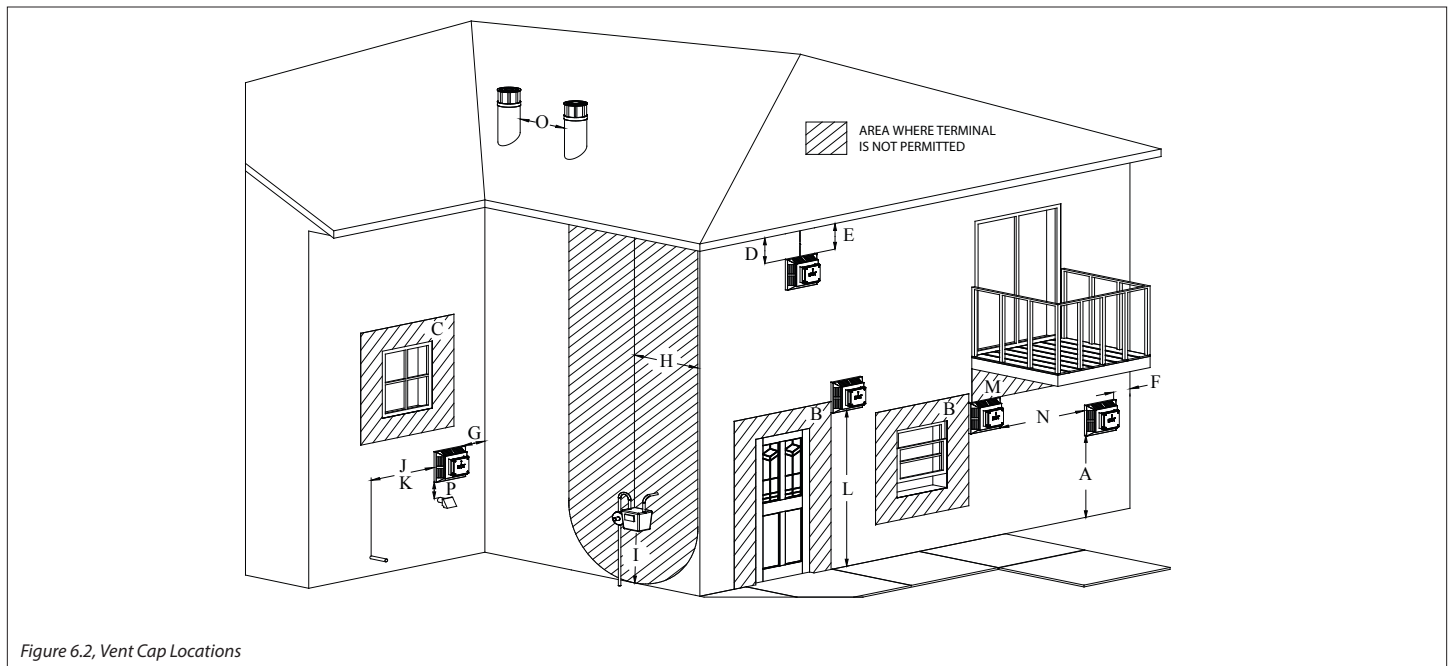 O
AREA WHERE TERMINAL
IS NOT PERMITTED
E
D
C
H
F
M
B
B
N
G
J
K
P
L
A
I
Figure 6.2, Vent Cap Locations